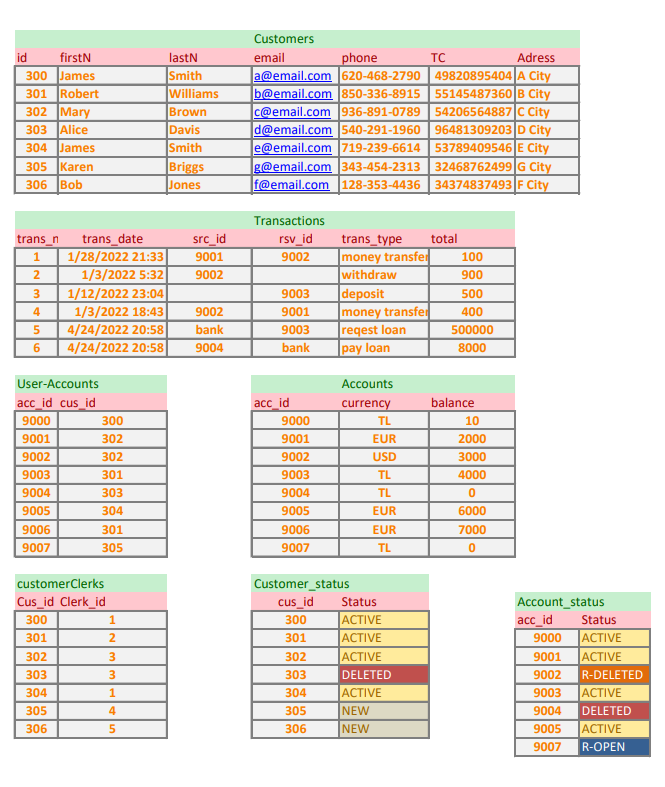 Customers
id firstN lastN email phone TC Adress
300 James Smith a@email.com 620-468-2790 49820895404 A City
301 Robert Williams b@email.com 850-336-8915 55145487360 B City
302 Mary Brown c@email.com 936-891-0789 54206564887 C City
303 Alice Davis d@email.com 540-291-1960 96481309203 D City
304 James Smith e@email.com 719-239-6614 53789409546 E City
305 Karen Briggs g@email.com 343-454-2313 32468762499 G City
306 Bob Jones f@email.com 128-353-4436 34374837493 F City
Transactions
trans_n trans_date src_id rsv_id trans_type total
1 1/28/2022 21:33 9001 9002 money transfer 100
2 1/3/2022 5:32 9002 withdraw 900
3 1/12/2022 23:04 9003 deposit 500
4 1/3/2022 18:43 9002 9001 money transfer 400
5 4/24/2022 20:58 bank 9003 reqest loan 500000
6 4/24/2022 20:58 9004 bank pay loan 8000
User-Accounts
acc_id cus_id
9000 300
9001 302
9002 302
9003 301
9004 303
9005 304
9006 301
9007 305
Accounts
acc_id currency balance
9000 TL 10
9001 EUR 2000
9002 USD 3000
9003 TL 4000
9004 TL 0
9005 EUR 6000
9006 EUR 7000
9007 TL 0
customerClerks
Cus_id Clerk_id
300 1
301 2
302 3
303 3
304 1
305 4
306 5
Customer_status
cus_id Status
300 ACTIVE
301 ACTIVE
302 ACTIVE
303 DELETED
304 ACTIVE
305 NEW
306 NEW
Account_status
acc_id Status
9000 ACTIVE
9001 ACTIVE
9002 R-DELETED
9003 ACTIVE
9004 DELETED
9005 ACTIVE
9007 R-OPEN